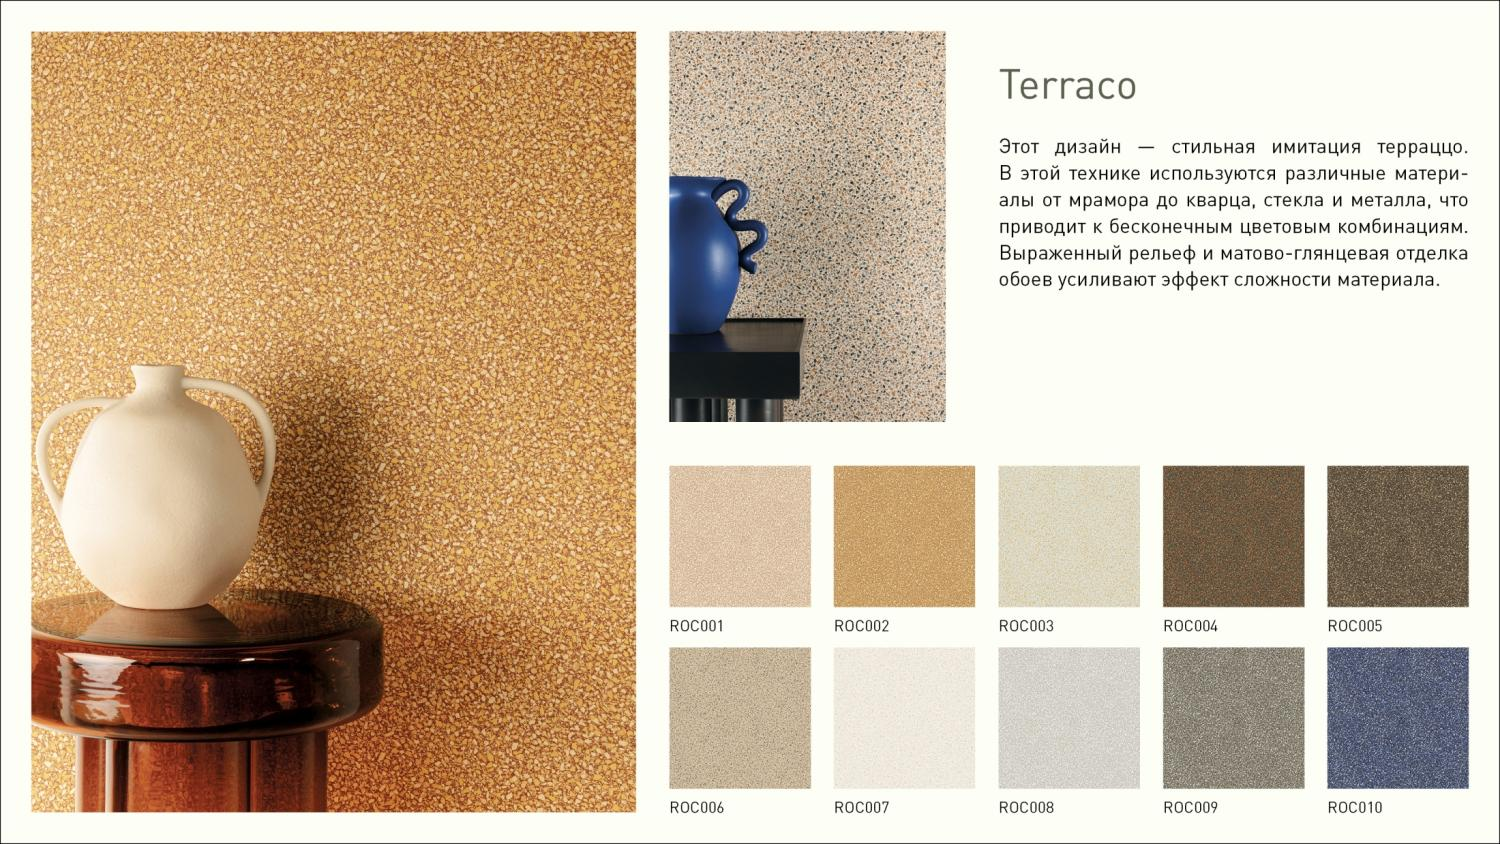 Terraco
Этот дизайн — стильная имитация терраццо.
В этой технике используются различные матери-
алы от мрамора до кварца, стекла и металла, что
приводит к бесконечным цветовым комбинациям.
Выраженный рельеф и матово-глянцевая отделка
обоев усиливают эффект сложности материала.
ROC001 ROC002 ROC003 ROC004 ROC005
ROC006 ROC007 ROC008 ROC009 ROC010